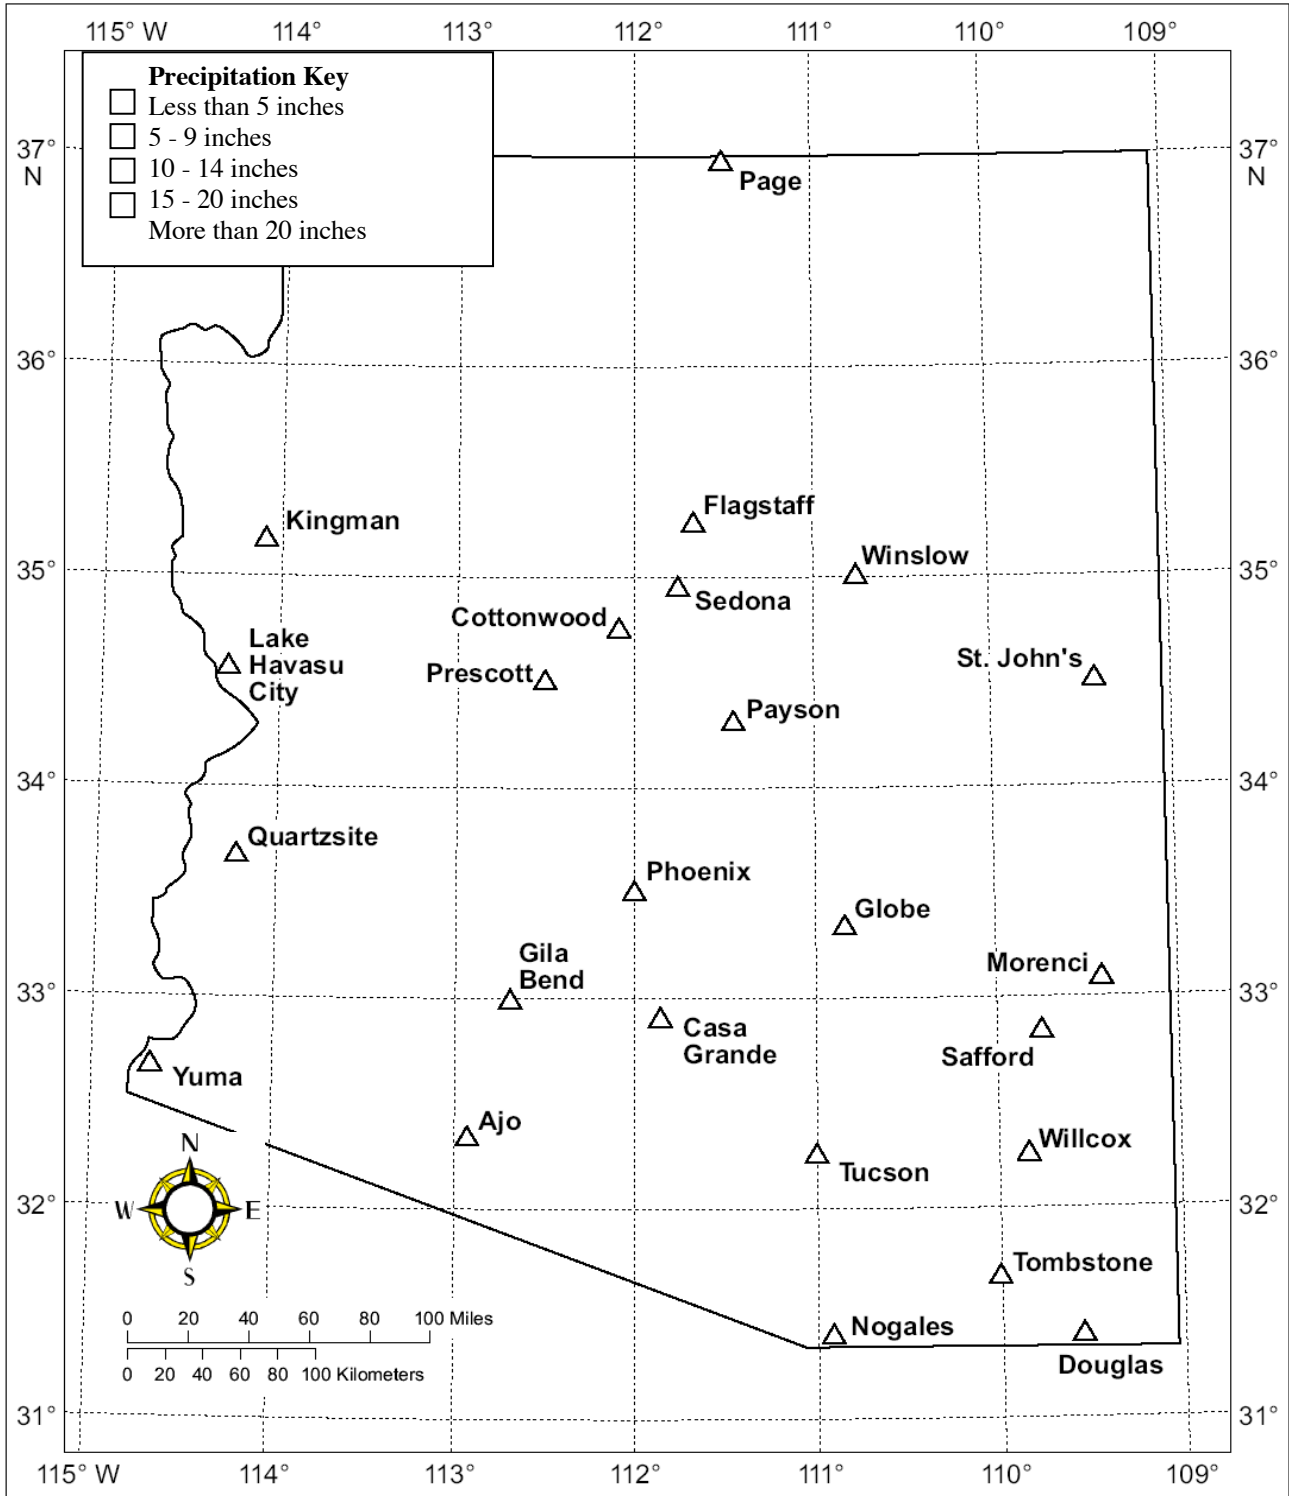 115° W 114° 113° 112° 111° 110° 109°
Precipitation Key
Less than 5 inches
5 - 9 inches
10 - 14 inches
15 - 20 inches
More than 20 inches
37° N
37° N
Page
36°
36°
Kingman
Flagstaff
Winslow
35°
35°
Sedona
Cottonwood
Lake
Havasu
City
Prescott
St. John's
Payson
34°
34°
Quartzsite
Phoenix
Globe
Gila
Bend
Morenci
33°
33°
Casa
Grande
Safford
Yuma
Ajo
Willcox
Tucson
N
W E
S
32°
32°
Tombstone
0 20 40 60 80 100 Miles
0 20 40 60 80 100 Kilometers
Nogales
Douglas
31°
31°
115° W 114° 113° 112° 111° 110° 109°